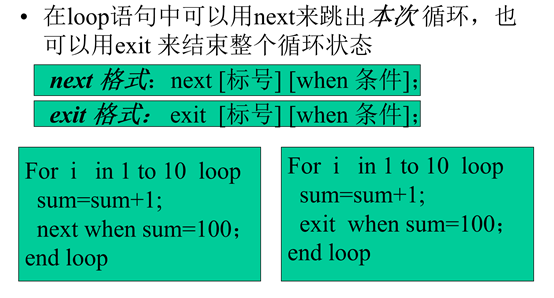 • 在loop语句中可以用next来跳出本次循环，也
可以用exit 来结束整个循环状态
next 格式：next [标号] [when 条件]；
exit 格式：exit [标号] [when 条件]；
For i in 1 to 10 loop
sum=sum+1;
next when sum=100；
end loop
For i in 1 to 10 loop
sum=sum+1;
exit when sum=100；
end loop